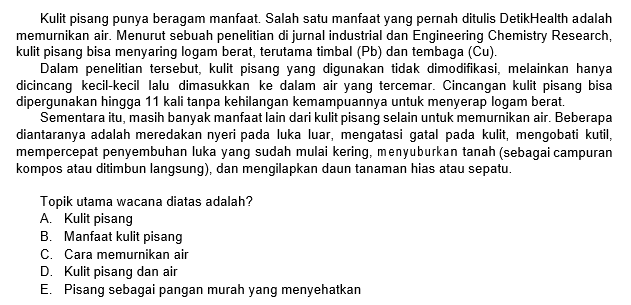 Kulit pisang punya beragam manfaat. Salah satu manfaat yang pernah ditulis DetikHealth adalah
memurnikan air. Menurut sebuah penelitian di jurnal industrial dan Engineering Chemistry Research,
kulit pisang bisa menyaring logam berat, terutama timbal (Pb) dan tembaga (Cu).
Dalam penelitian tersebut, kulit pisang yang digunakan tidak dimodifikasi, melainkan hanya
dicincang kecil-kecil lalu dimasukkan ke dalam air yang tercemar. Cincangan kulit pisang bisa
dipergunakan hingga 11 kali tanpa kehilangan kemampuannya untuk menyerap logam berat.
Sementara itu, masih banyak manfaat lain dari kulit pisang selain untuk memurnikan air. Beberapa
diantaranya adalah meredakan nyeri pada luka luar, mengatasi gatal pada kulit, mengobati kutil,
mempercepat penyembuhan luka yang sudah mulai kering, menyuburkan tanah (sebagai campuran
kompos atau ditimbun langsung), dan mengilapkan daun tanaman hias atau sepatu.
Topik utama wacana diatas adalah?
A. Kulit pisang
B. Manfaat kulit pisang
C. Cara memurnikan air
D. Kulit pisang dan air
E. Pisang sebagai pangan murah yang menyehatkan